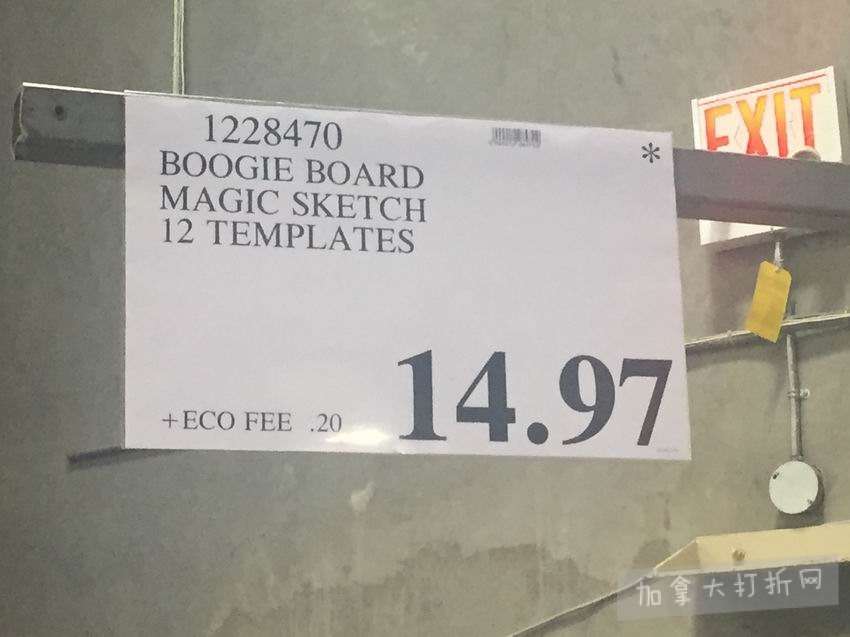 1228470
*
BOOGIE BOARD
MAGIC SKETCH
12 TEMPLATES
+ECO FEE .20
14.97
EXIT
加拿大打折网